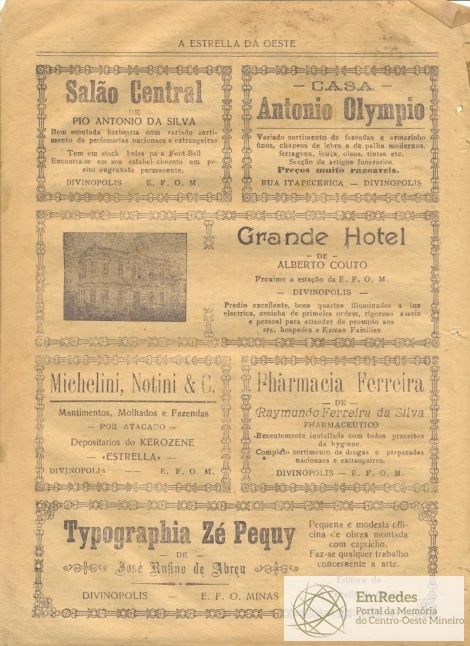 A ESTRELLA DA OESTE
Salão Central
DE
PIO ANTONIO DA SILVA
Bem montada barbearia com variado sorti-
mento de perfumarias nacionaes e extrangeiras
Tem em stock bolas para Foot-Ball
Encontra-se em seu estabelecimento um pe-
rito engraxate permanente.
DIVINOPOLIS E. F. O. M.
- CASA -
Antonio Olympio
Variado sortimento de fazendas e armarinho
finos, chapeos de lebre e de palha modernos,
ferragens, louças, oleos, tintas etc.
Secção de artigos funerarios.
Preços muito razoaveis.
RUA ITAPECERICA — DIVINOPOLIS
Grande Hotel
- DE -
ALBERTO COUTO
Proximo a estação da E. F. O. M.
- DIVINOPOLIS -
Predio excellente, bons quartos illuminados a luz
electrica, cosinha de primeira ordem, rigoroso asseio
e pessoal para attender de prompto aos
srs. hospedes e Exmas Familias
Michelini, Notini & C.
Mantimentos, Molhados e Fazendas
- POR ATACADO -
Depositarios do KEROZENE
-ESTRELLA-
DIVINOPOLIS — E. F. O. M.
Pharmacia Ferreira
- DE -
Raymundo Ferreira da Silva
PHARMACEUTICO
Recentemente installada com todos preceitos
da hygiene.
Completo sortimento de drogas e preparados
nacionaes e extrangeiros.
DIVINOPOLIS — E. F. O. M.
Typographia Zé Pequy
- DE -
José Rufino de Abreu
DIVINOPOLIS - E. F. O. MINAS
Pequena e modesta offi-
cina de obras montada
com capricho.
Faz-se qualquer trabalho
concernente a arte.
Editora da
EmRedes
Portal da Memória
do Centro-Oeste Mineiro